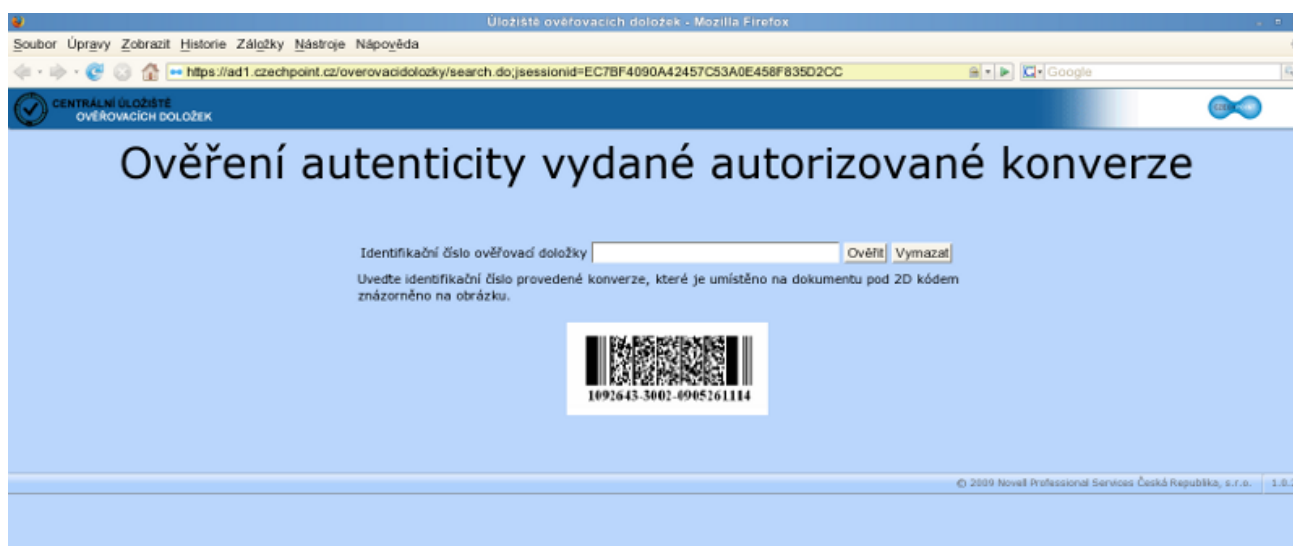 Úložiště ověřovacích doložek - Mozilla Firefox
Soubor Úpravy Zobrazit Historie Záložky Nástroje Nápověda
https://ad1.czechpoint.cz/overovacidolozky/search.do;jsessionid=EC7BF4090A42457C53A0E458F835D2CC Google
CENTRÁLNÍ ÚLOŽIŠTĚ
OVĚŘOVACÍCH DOLOŽEK
Ověření autenticity vydané autorizované konverze
Identifikační číslo ověřovací doložky Ověřit Vymazat
Uveďte identifikační číslo provedené konverze, které je umístěno na dokumentu pod 2D kódem
znázorněno na obrázku.
1092643-3002-0905261114
© 2009 Novell Professional Services Česká Republika, s.r.o.